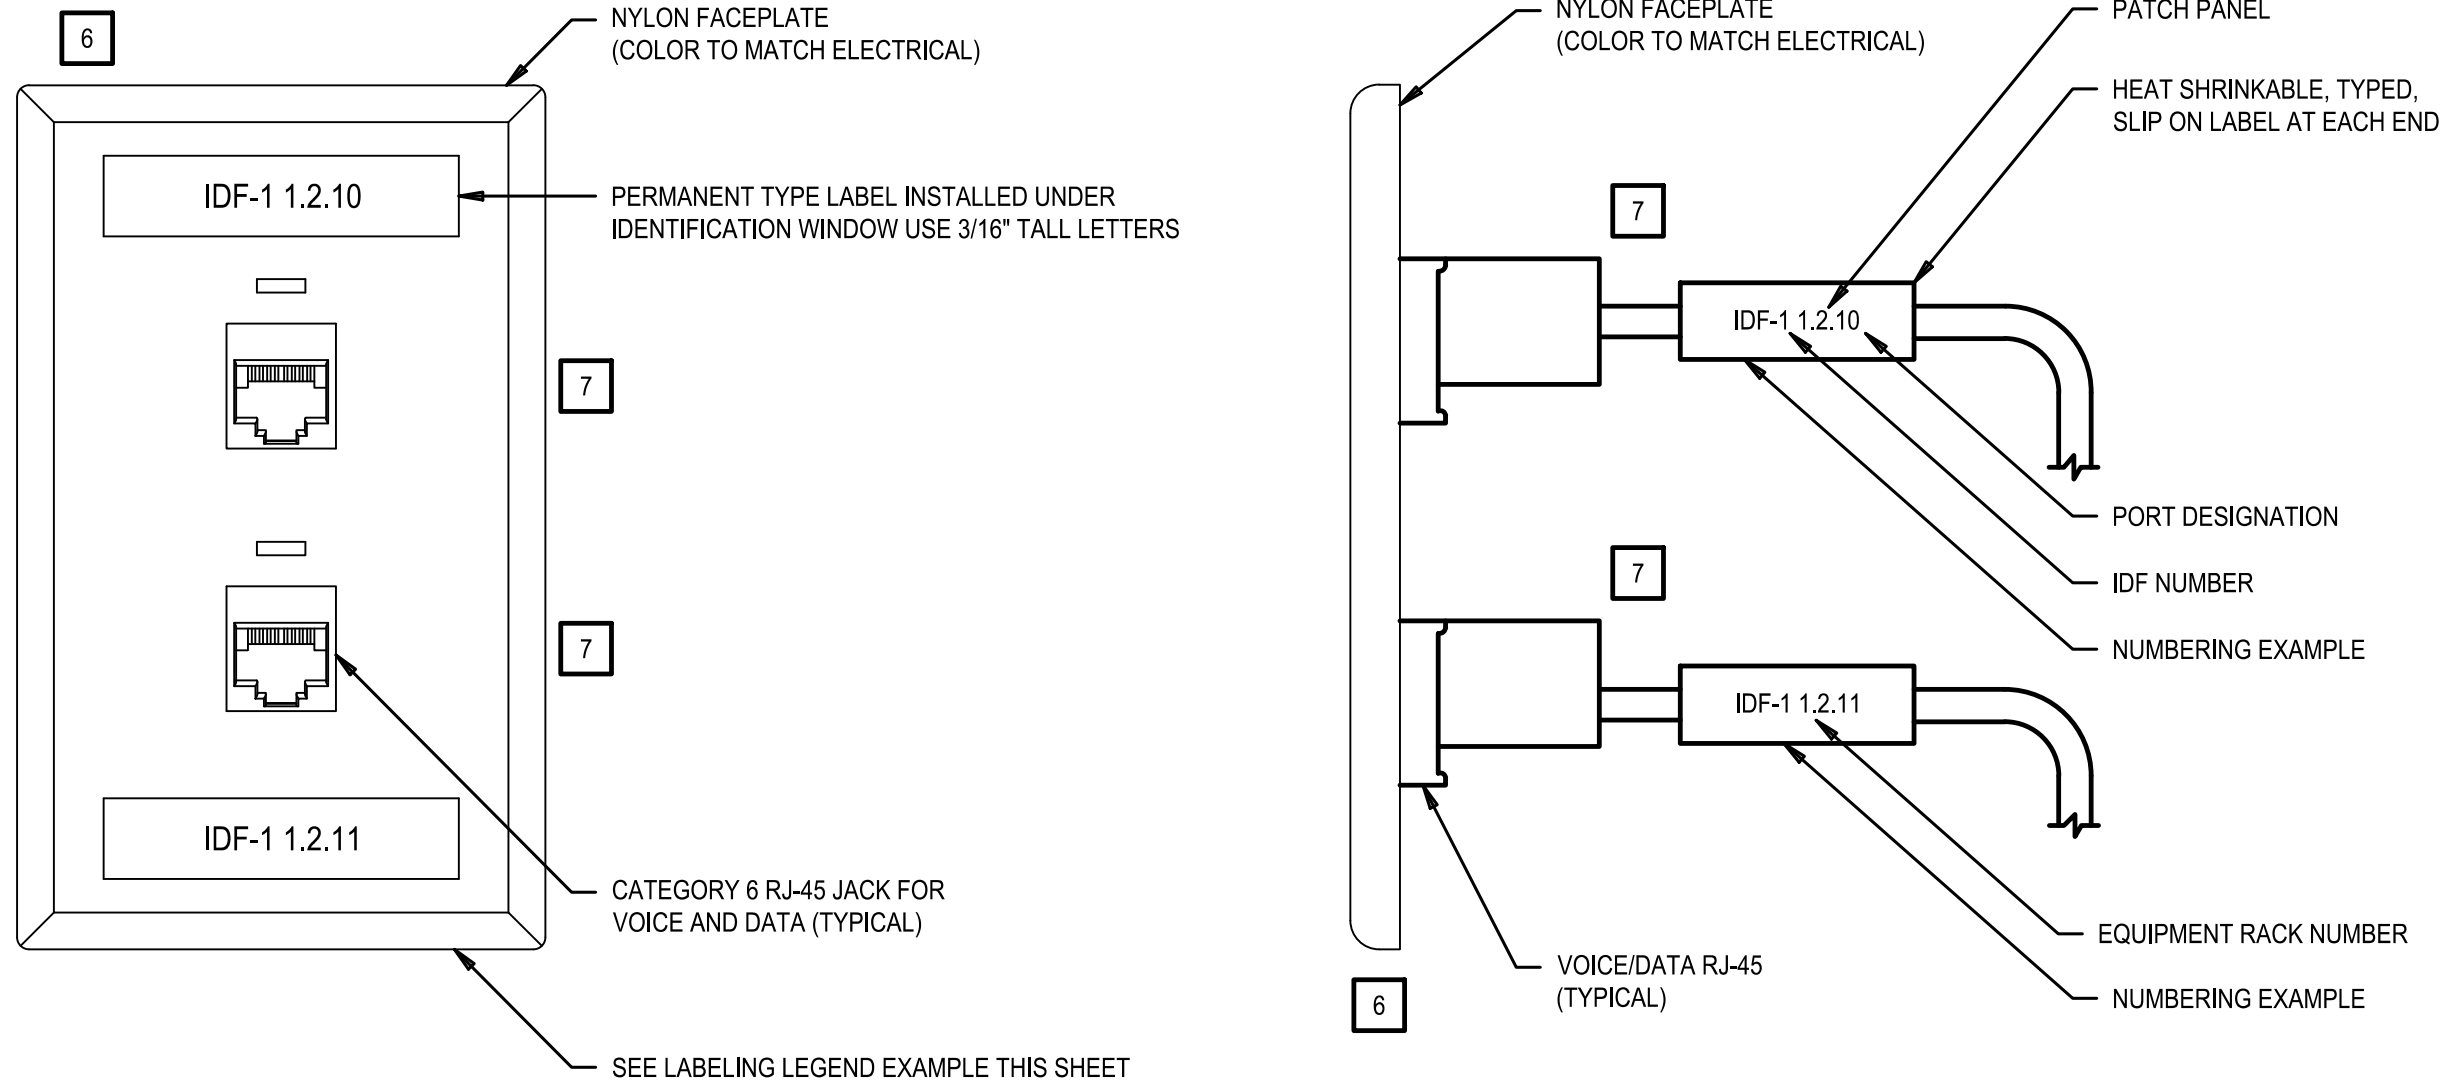 6
NYLON FACEPLATE
(COLOR TO MATCH ELECTRICAL)
IDF-1 1.2.10
PERMANENT TYPE LABEL INSTALLED UNDER
IDENTIFICATION WINDOW USE 3/16" TALL LETTERS
7
7
IDF-1 1.2.11
CATEGORY 6 RJ-45 JACK FOR
VOICE AND DATA (TYPICAL)
SEE LABELING LEGEND EXAMPLE THIS SHEET
NYLON FACEPLATE
(COLOR TO MATCH ELECTRICAL)
PATCH PANEL
HEAT SHRINKABLE, TYPED,
SLIP ON LABEL AT EACH END
7
IDF-1 1.2.10
PORT DESIGNATION
IDF NUMBER
7
NUMBERING EXAMPLE
IDF-1 1.2.11
EQUIPMENT RACK NUMBER
VOICE/DATA RJ-45
(TYPICAL)
NUMBERING EXAMPLE
6